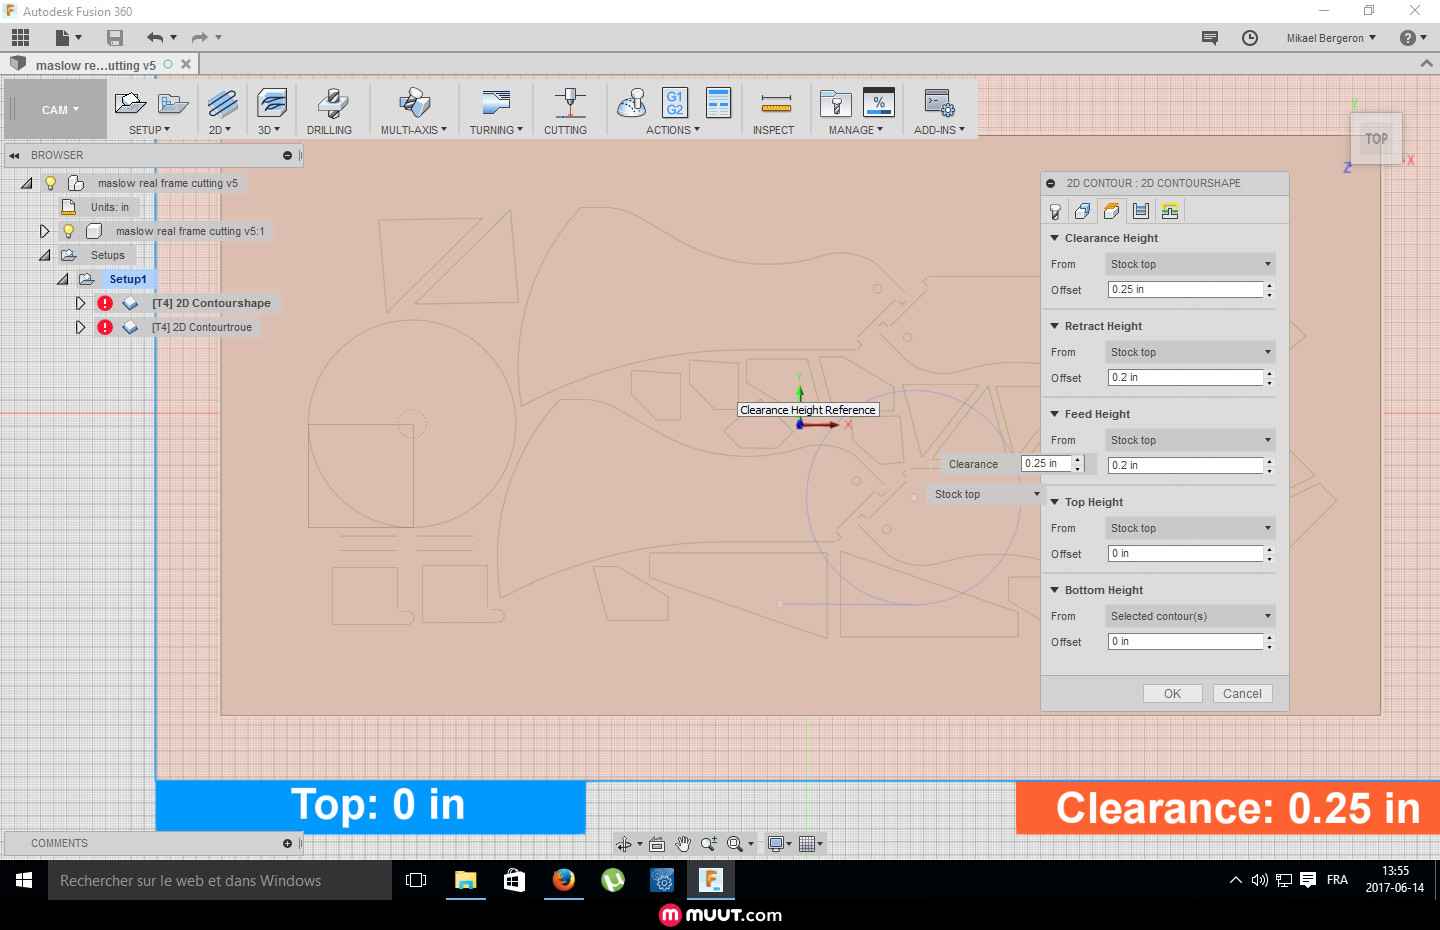 Autodesk Fusion 360
Mikael Bergeron
maslow re...utting v5
CAM
SETUP
2D
3D
DRILLING
MULTI-AXIS
TURNING
CUTTING
G1
G2
ACTIONS
INSPECT
%
MANAGE
ADD-INS
BROWSER
maslow real frame cutting v5
Units: in
maslow real frame cutting v5:1
Setups
Setup1
[T4] 2D Contourshape
[T4] 2D Contourtroue
Y
TOP
X
Z
2D CONTOUR : 2D CONTOURSHAPE
Clearance Height
From Stock top
Offset 0.25 in
Retract Height
From Stock top
Offset 0.2 in
Feed Height
From Stock top
Offset 0.2 in
Top Height
From Stock top
Offset 0 in
Bottom Height
From Selected contour(s)
Offset 0 in
OK Cancel
Y
Clearance Height Reference
X
Clearance 0.25 in
Stock top
Top: 0 in
Clearance: 0.25 in
COMMENTS
Rechercher sur le web et dans Windows
FRA
13:55
2017-06-14
m MUUT.com